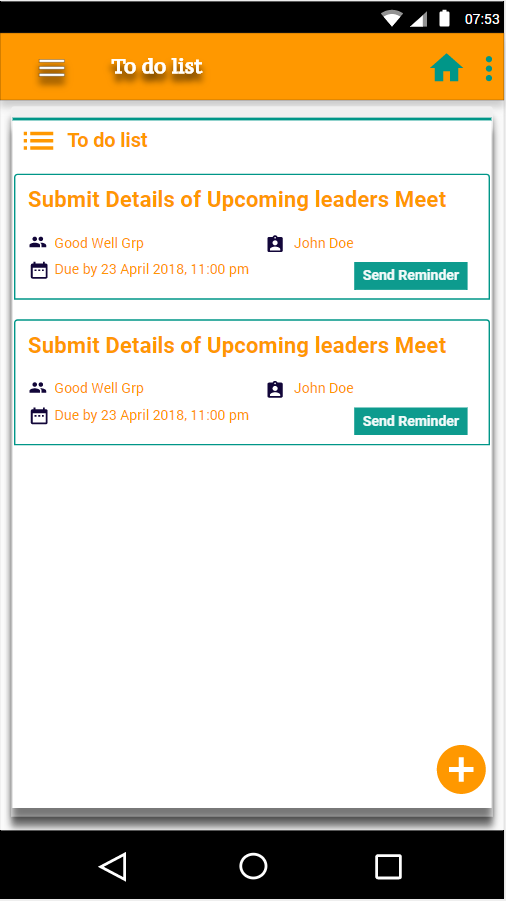 07:53
To do list
To do list
Submit Details of Upcoming leaders Meet
Good Well Grp John Doe
Due by 23 April 2018, 11:00 pm Send Reminder
Submit Details of Upcoming leaders Meet
Good Well Grp John Doe
Due by 23 April 2018, 11:00 pm Send Reminder